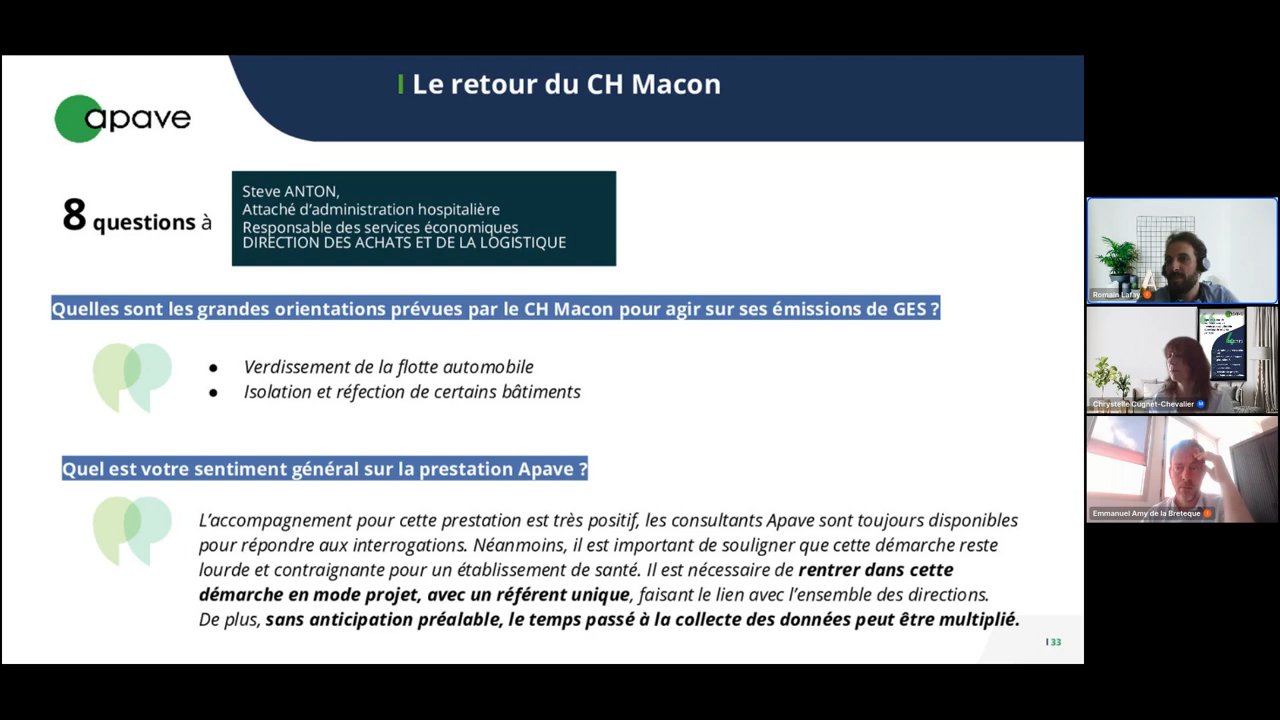 Le retour du CH Macon
apave
8 questions à
Steve ANTON,
Attaché d’administration hospitalière
Responsable des services économiques
DIRECTION DES ACHATS ET DE LA LOGISTIQUE
Quelles sont les grandes orientations prévues par le CH Macon pour agir sur ses émissions de GES ?
● Verdissement de la flotte automobile
● Isolation et réfection de certains bâtiments
Quel est votre sentiment général sur la prestation Apave ?
L’accompagnement pour cette prestation est très positif, les consultants Apave sont toujours disponibles
pour répondre aux interrogations. Néanmoins, il est important de souligner que cette démarche reste
lourde et contraignante pour un établissement de santé. Il est nécessaire de rentrer dans cette
démarche en mode projet, avec un référent unique, faisant le lien avec l’ensemble des directions.
De plus, sans anticipation préalable, le temps passé à la collecte des données peut être multiplié.
33
Romain Lafay
Chrystelle Cugnet-Chevalier
Emmanuel Amy de la Breteque